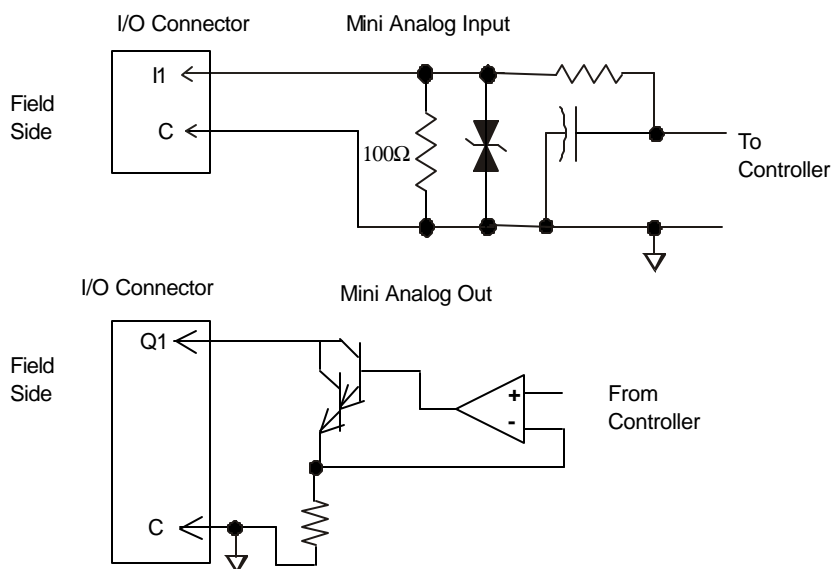 I/O Connector
Mini Analog Input
I1
Field
Side
C
100Ω
To
Controller
I/O Connector
Mini Analog Out
Q1
Field
Side
+
-
From
Controller
C